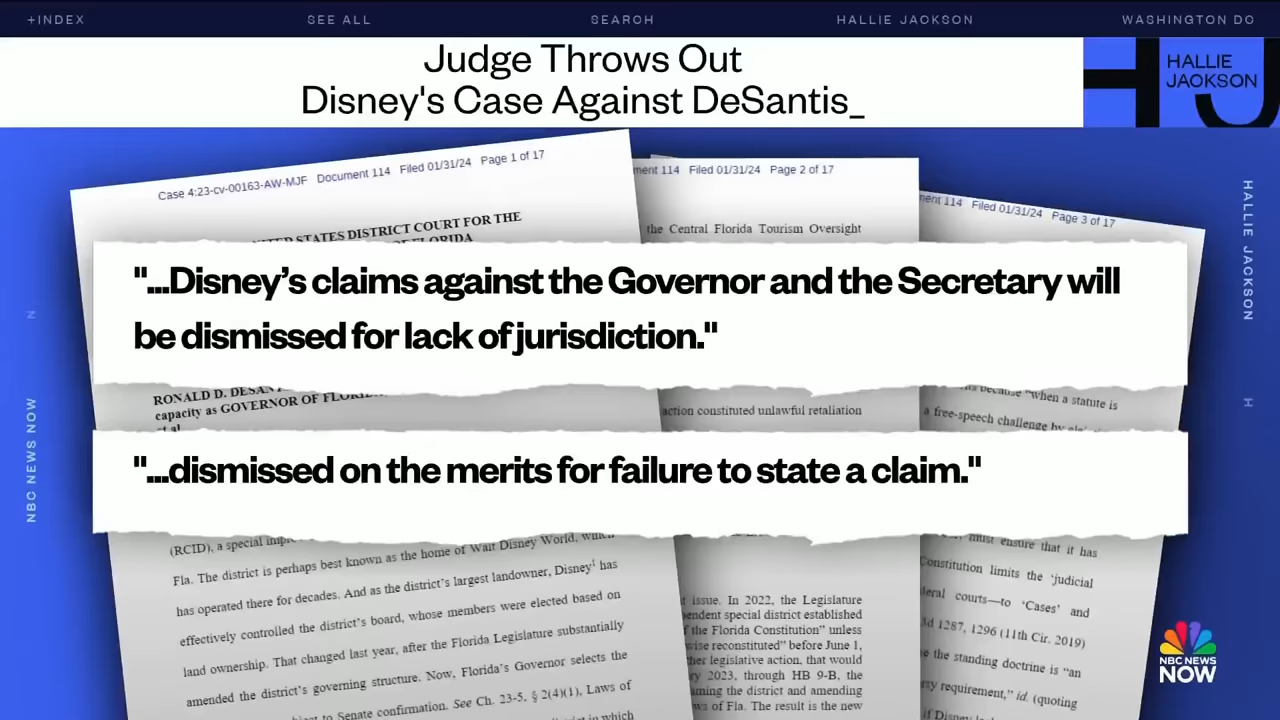 +INDEX
SEE ALL
SEARCH
HALLIE JACKSON
WASHINGTON DC
Judge Throws Out
Disney's Case Against DeSantis_
HALLIE
JACKSON
Case 4:23-cv-00163-AW-MJF Document 114 Filed 01/31/24 Page 1 of 17
114 Filed 01/31/24 Page 2 of 17
Filed 01/31/24 Page 3 of 17
STATES DISTRICT COURT FOR THE
OF FLORIDA
the Central Florida Tourism Oversight
"...Disney's claims against the Governor and the Secretary will
be dismissed for lack of jurisdiction."
RONALD D.
capacity as GOVERNOR OF
action constituted unlawful retaliation
because "when a statute is
a free-speech challenge by
"...dismissed on the merits for failure to state a claim."
(RCID), a special
known as the home of Walt Disney World, which
Fla. The district is perhaps best
has operated there for decades. And as the district's largest landowner, Disney¹ has
effectively controlled the district's board, whose members were elected based on
land ownership. That changed last year, after the Florida Legislature substantially
amended the district's governing structure. Now, Florida's Governor selects the
to Senate confirmation. See Ch. 23-5, § 2(4)(1), Laws of
issue. In 2022, the Legislature
special district established
the Florida Constitution" unless
reconstituted" before June 1,
legislative action, that would
2023, through HB 9-B, the
the district and amending
of Fla. The result is the new
must ensure that it has
Constitution limits the 'judicial
courts—to 'Cases' and
1287, 1296 (11th Cir. 2019)
the standing doctrine is "an
requirement," id. (quoting
NBC NEWS NOW
N
HALLIE JACKSON
H
NBC NEWS
NOW